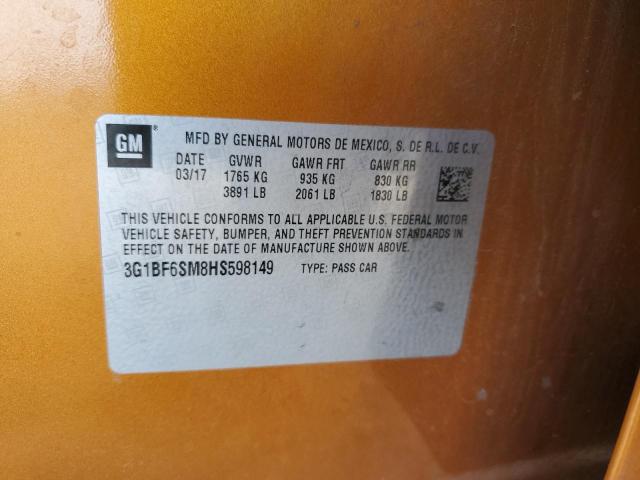 GM ® MFD BY GENERAL MOTORS DE MEXICO, S. DE R.L. DE C.V.
DATE GVWR GAWR FRT GAWR RR
03/17 1765 KG 935 KG 830 KG
3891 LB 2061 LB 1830 LB
THIS VEHICLE CONFORMS TO ALL APPLICABLE U.S. FEDERAL MOTOR
VEHICLE SAFETY, BUMPER, AND THEFT PREVENTION STANDARDS IN
EFFECT ON THE DATE OF MANUFACTURE SHOWN ABOVE.
3G1BF6SM8HS598149 TYPE: PASS CAR